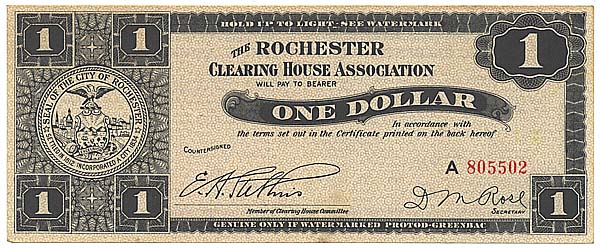 HOLD UP TO LIGHT-SEE WATERMARK
1 1
THE ROCHESTER
CLEARING HOUSE ASSOCIATION
WILL PAY TO BEARER
SEAL OF THE CITY OF ROCHESTER
ONE DOLLAR
In accordance with
the terms set out in the Certificate printed on the back hereof
COUNTERSIGNED
A 805502
Member of Clearing House Committee
D M Rose
SECRETARY
1 1
GENUINE ONLY IF WATERMARKED PROTOD-GREENBAC